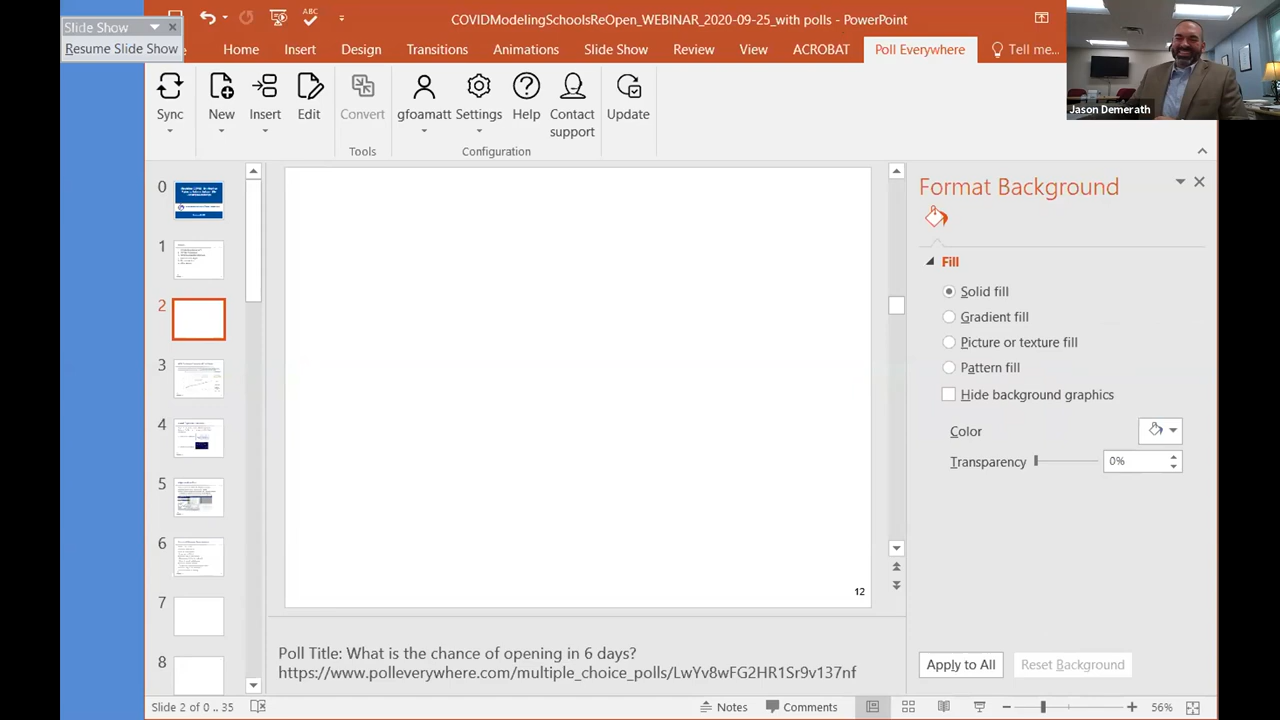 Slide Show
Resume Slide Show
COVIDModelingSchoolsReOpen_WEBINAR_2020-09-25_with polls - PowerPoint
ABC
Home Insert Design Transitions Animations Slide Show Review View ACROBAT Poll Everywhere Tell me...
Sync New Insert Edit Convert gfoamatt Settings Help Contact support Update
Tools Configuration
Jason Demerath
0
1
2
3
4
5
6
7
8
12
Poll Title: What is the chance of opening in 6 days?
https://www.polleverywhere.com/multiple_choice_polls/LwYv8wFG2HR1Sr9v137nf
Format Background
Fill
Solid fill
Gradient fill
Picture or texture fill
Pattern fill
Hide background graphics
Color
Transparency 0%
Apply to All Reset Background
Slide 2 of 0 .. 35 Notes Comments 56%